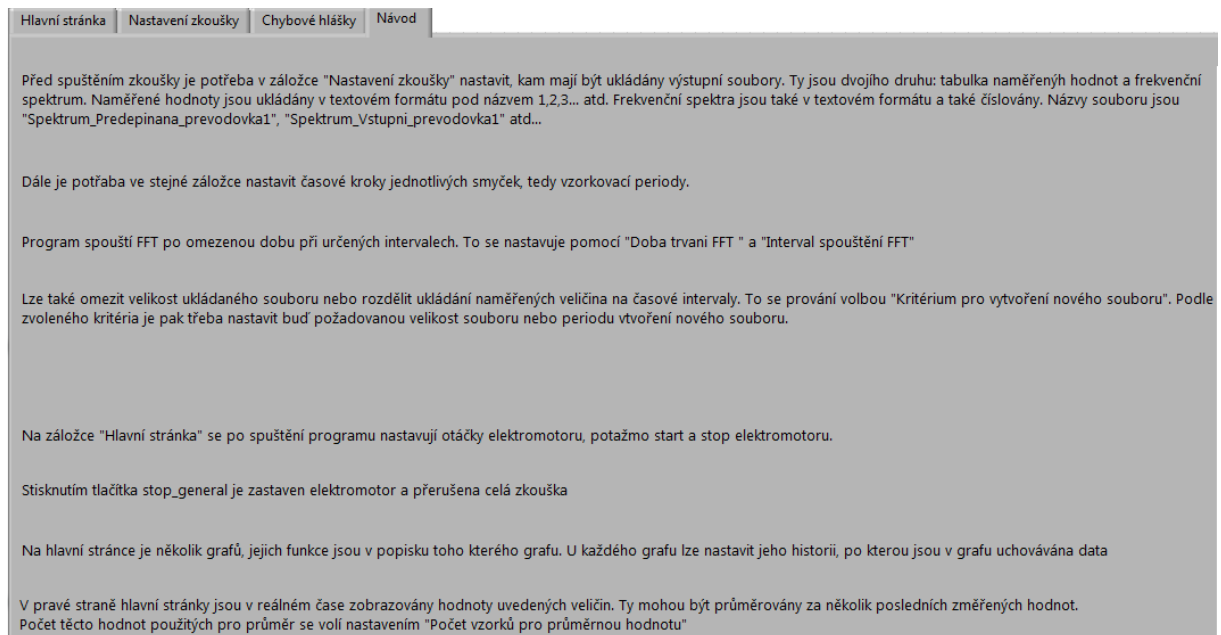 Hlavní stránka Nastavení zkoušky Chybové hlášky Návod
Před spuštěním zkoušky je potřeba v záložce "Nastavení zkoušky" nastavit, kam mají být ukládány výstupní soubory. Ty jsou dvojího druhu: tabulka naměřenýh hodnot a frekvenční
spektrum. Naměřené hodnoty jsou ukládány v textovém formátu pod názvem 1,2,3... atd. Frekvenční spektra jsou také v textovém formátu a také číslovány. Názvy souboru jsou
"Spektrum_Predepinana_prevodovka1", "Spektrum_Vstupni_prevodovka1" atd...
Dále je potřaba ve stejné záložce nastavit časové kroky jednotlivých smyček, tedy vzorkovací periody.
Program spouští FFT po omezenou dobu při určených intervalech. To se nastavuje pomocí "Doba trvani FFT " a "Interval spouštění FFT"
Lze také omezit velikost ukládaného souboru nebo rozdělit ukládání naměřených veličina na časové intervaly. To se prování volbou "Kritérium pro vytvoření nového souboru". Podle
zvoleného kritéria je pak třeba nastavit buď požadovanou velikost souboru nebo periodu vtvoření nového souboru.
Na záložce "Hlavní stránka" se po spuštění programu nastavují otáčky elektromotoru, potažmo start a stop elektromotoru.
Stisknutím tlačítka stop_general je zastaven elektromotor a přerušena celá zkouška
Na hlavní stránce je několik grafů, jejich funkce jsou v popisku toho kterého grafu. U každého grafu lze nastavit jeho historii, po kterou jsou v grafu uchovávána data
V pravé straně hlavní stránky jsou v reálném čase zobrazovány hodnoty uvedených veličin. Ty mohou být průměrovány za několik posledních změřených hodnot.
Počet těcto hodnot použitých pro průměr se volí nastavením "Počet vzorků pro průměrnou hodnotu"